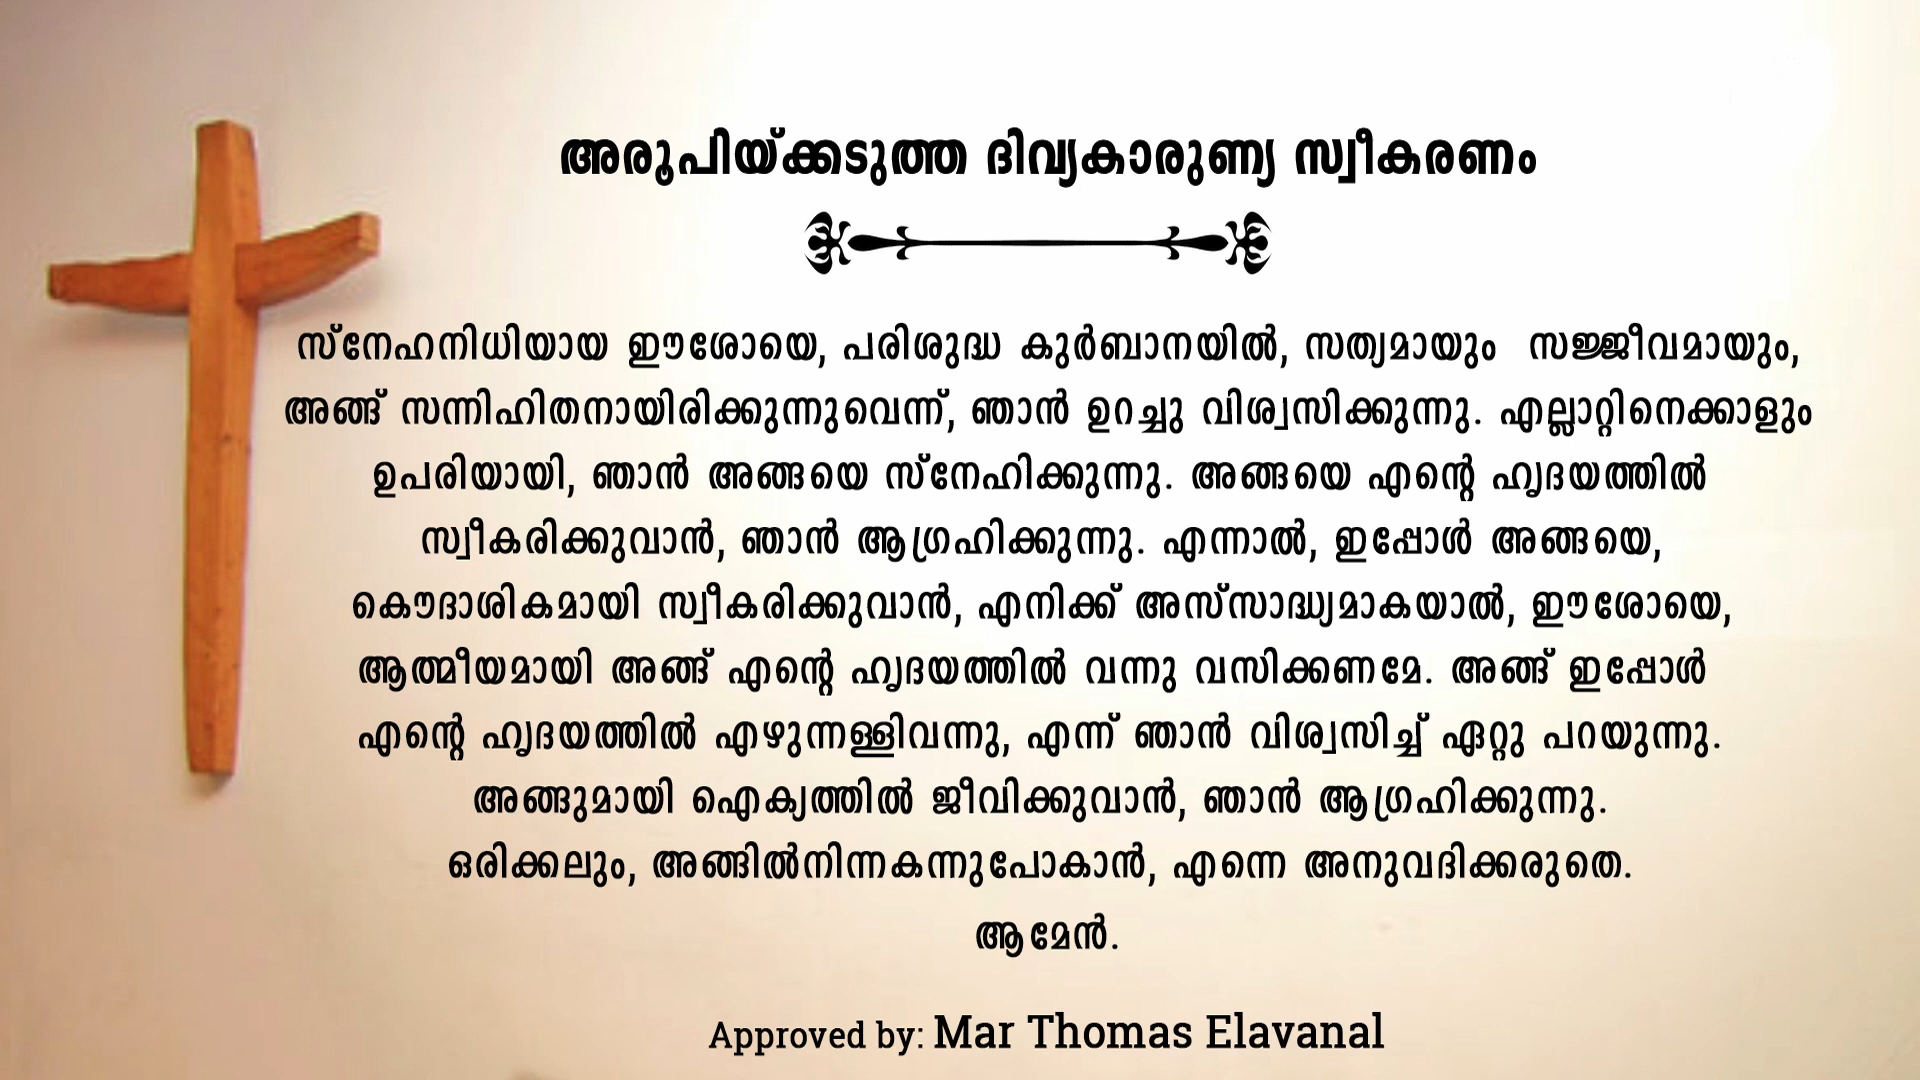 അരൂപിയ്ക്കടുത്ത ദിവ്യകാരുണ്യ സ്വീകരണം
സ്നേഹനിധിയായ ഈശോയെ, പരിശുദ്ധ കുർബാനയിൽ, സത്യമായും സജ്ജീവമായും,
അങ്ങ് സന്നിഹിതനായിരിക്കുന്നുവെന്ന്, ഞാൻ ഉറച്ചു വിശ്വസിക്കുന്നു. എല്ലാറ്റിനെക്കാളും
ഉപരിയായി, ഞാൻ അങ്ങയെ സ്നേഹിക്കുന്നു. അങ്ങയെ എന്റെ ഹൃദയത്തിൽ
സ്വീകരിക്കുവാൻ, ഞാൻ ആഗ്രഹിക്കുന്നു. എന്നാൽ, ഇപ്പോൾ അങ്ങയെ,
കൌദാശികമായി സ്വീകരിക്കുവാൻ, എനിക്ക് അസ്സാദ്ധ്യമാകയാൽ, ഈശോയെ,
ആത്മീയമായി അങ്ങ് എന്റെ ഹൃദയത്തിൽ വന്നു വസിക്കണമേ. അങ്ങ് ഇപ്പോൾ
എന്റെ ഹൃദയത്തിൽ എഴുന്നള്ളിവന്നു, എന്ന് ഞാൻ വിശ്വസിച്ച് ഏറ്റു പറയുന്നു.
അങ്ങുമായി ഐക്യത്തിൽ ജീവിക്കുവാൻ, ഞാൻ ആഗ്രഹിക്കുന്നു.
ഒരിക്കലും, അങ്ങിൽനിന്നകന്നുപോകാൻ, എന്നെ അനുവദിക്കരുതെ.
ആമേൻ.
Approved by: Mar Thomas Elavanal